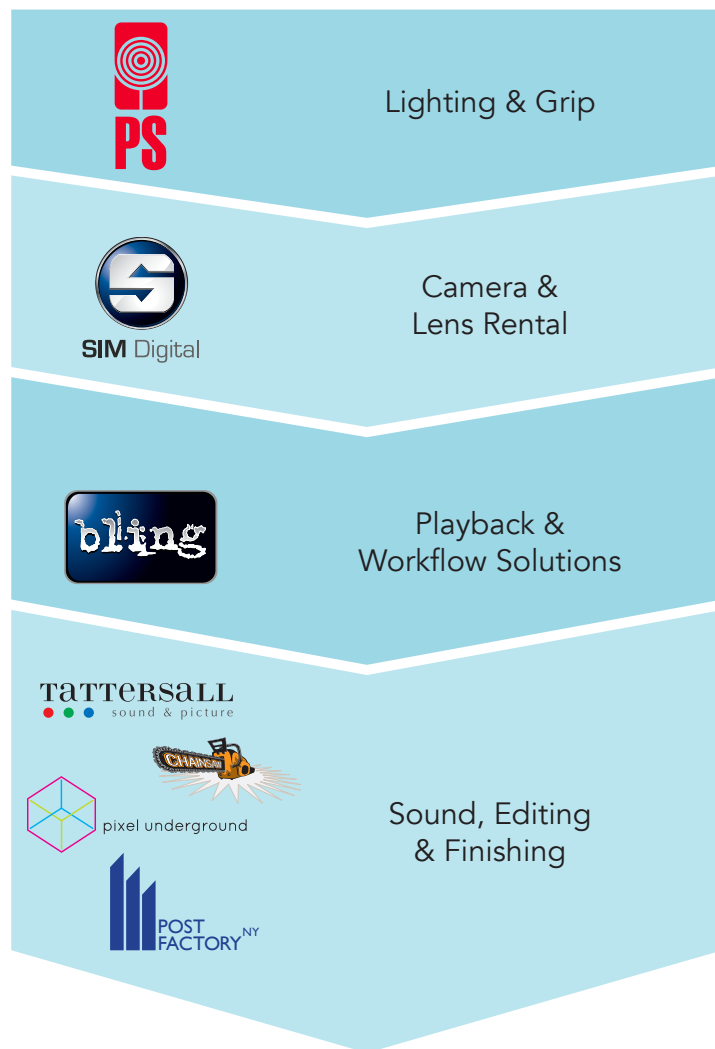 PS
Lighting & Grip
S
SIM Digital
Camera &
Lens Rental
bling
Playback &
Workflow Solutions
TATTERSALL
sound & picture
CHAINSAW
pixel underground
POST
FACTORY NY
Sound, Editing
& Finishing